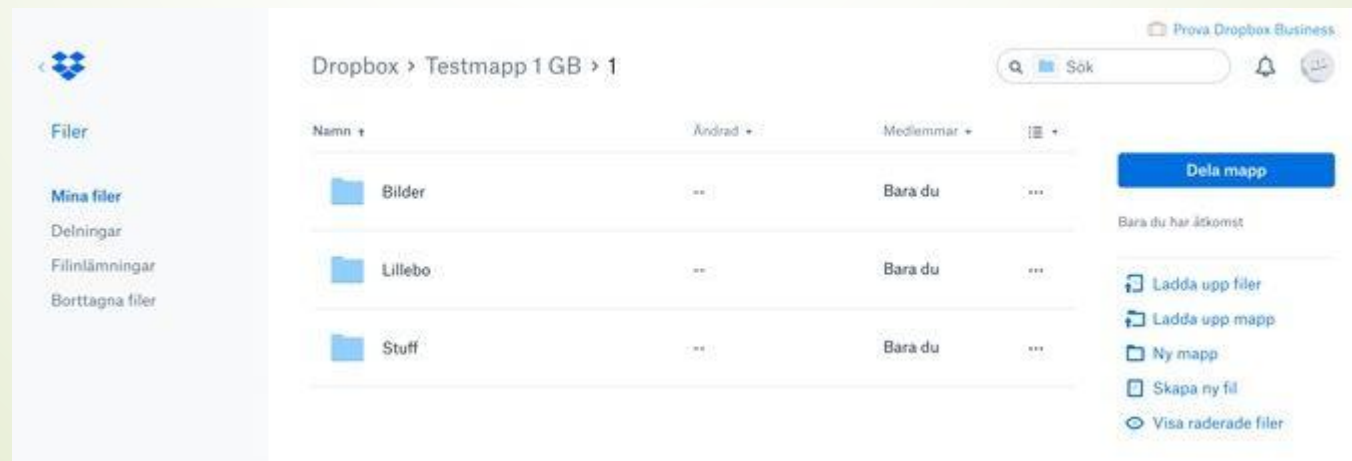 Prova Dropbox Business
Dropbox › Testmapp 1 GB › 1
Sök
Filer
Mina filer
Delningar
Filinlämningar
Borttagna filer
Namn ↑ Ändrad Medlemmar
Bilder -- Bara du ...
Lillebo -- Bara du ...
Stuff -- Bara du ...
Dela mapp
Bara du har åtkomst
Ladda upp filer
Ladda upp mapp
Ny mapp
Skapa ny fil
Visa raderade filer